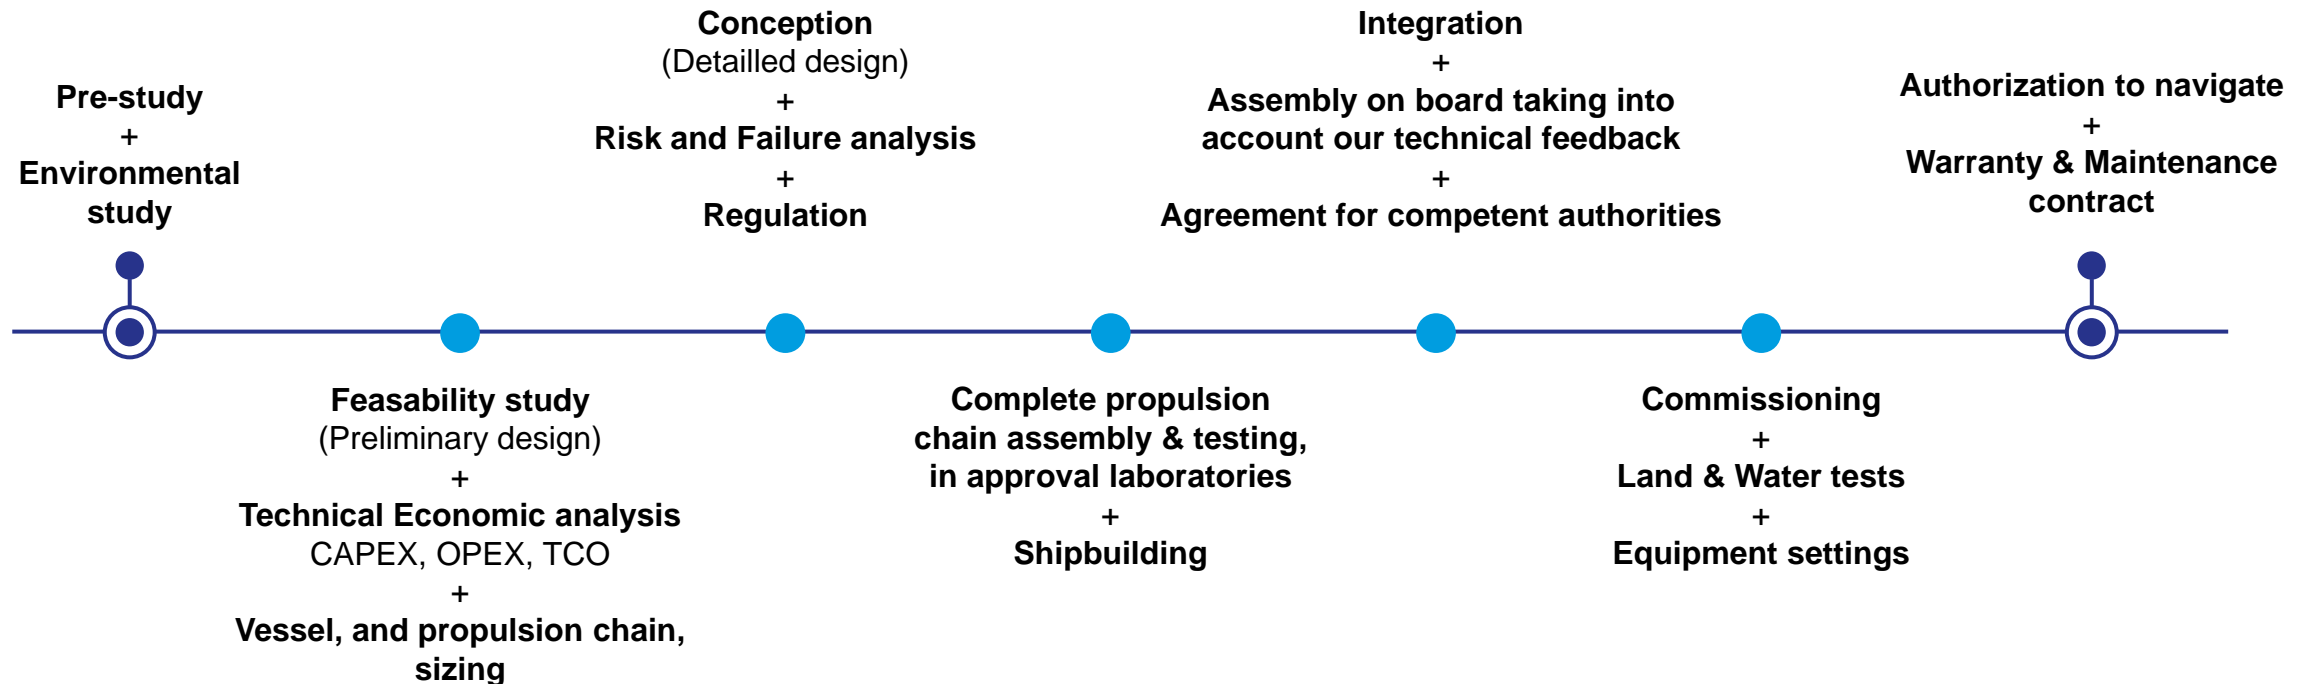 Pre-study
+
Environmental
study
Feasability study
(Preliminary design)
+
Technical Economic analysis
CAPEX, OPEX, TCO
+
Vessel, and propulsion chain,
sizing
Conception
(Detailled design)
+
Risk and Failure analysis
+
Regulation
Complete propulsion
chain assembly & testing,
in approval laboratories
+
Shipbuilding
Integration
+
Assembly on board taking into
account our technical feedback
+
Agreement for competent authorities
Commissioning
+
Land & Water tests
+
Equipment settings
Authorization to navigate
+
Warranty & Maintenance
contract